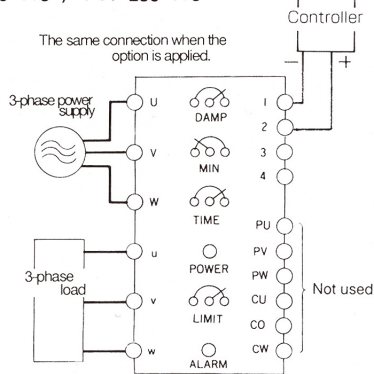 Controller
The same connection when the
option is applied.
− +
3-phase power
supply
U
DAMP
1
2
V
MIN
3
4
W
TIME
PU
u
POWER
PV
PW
3-phase
load
v
LIMIT
CU
Not used
CO
w
ALARM
CW